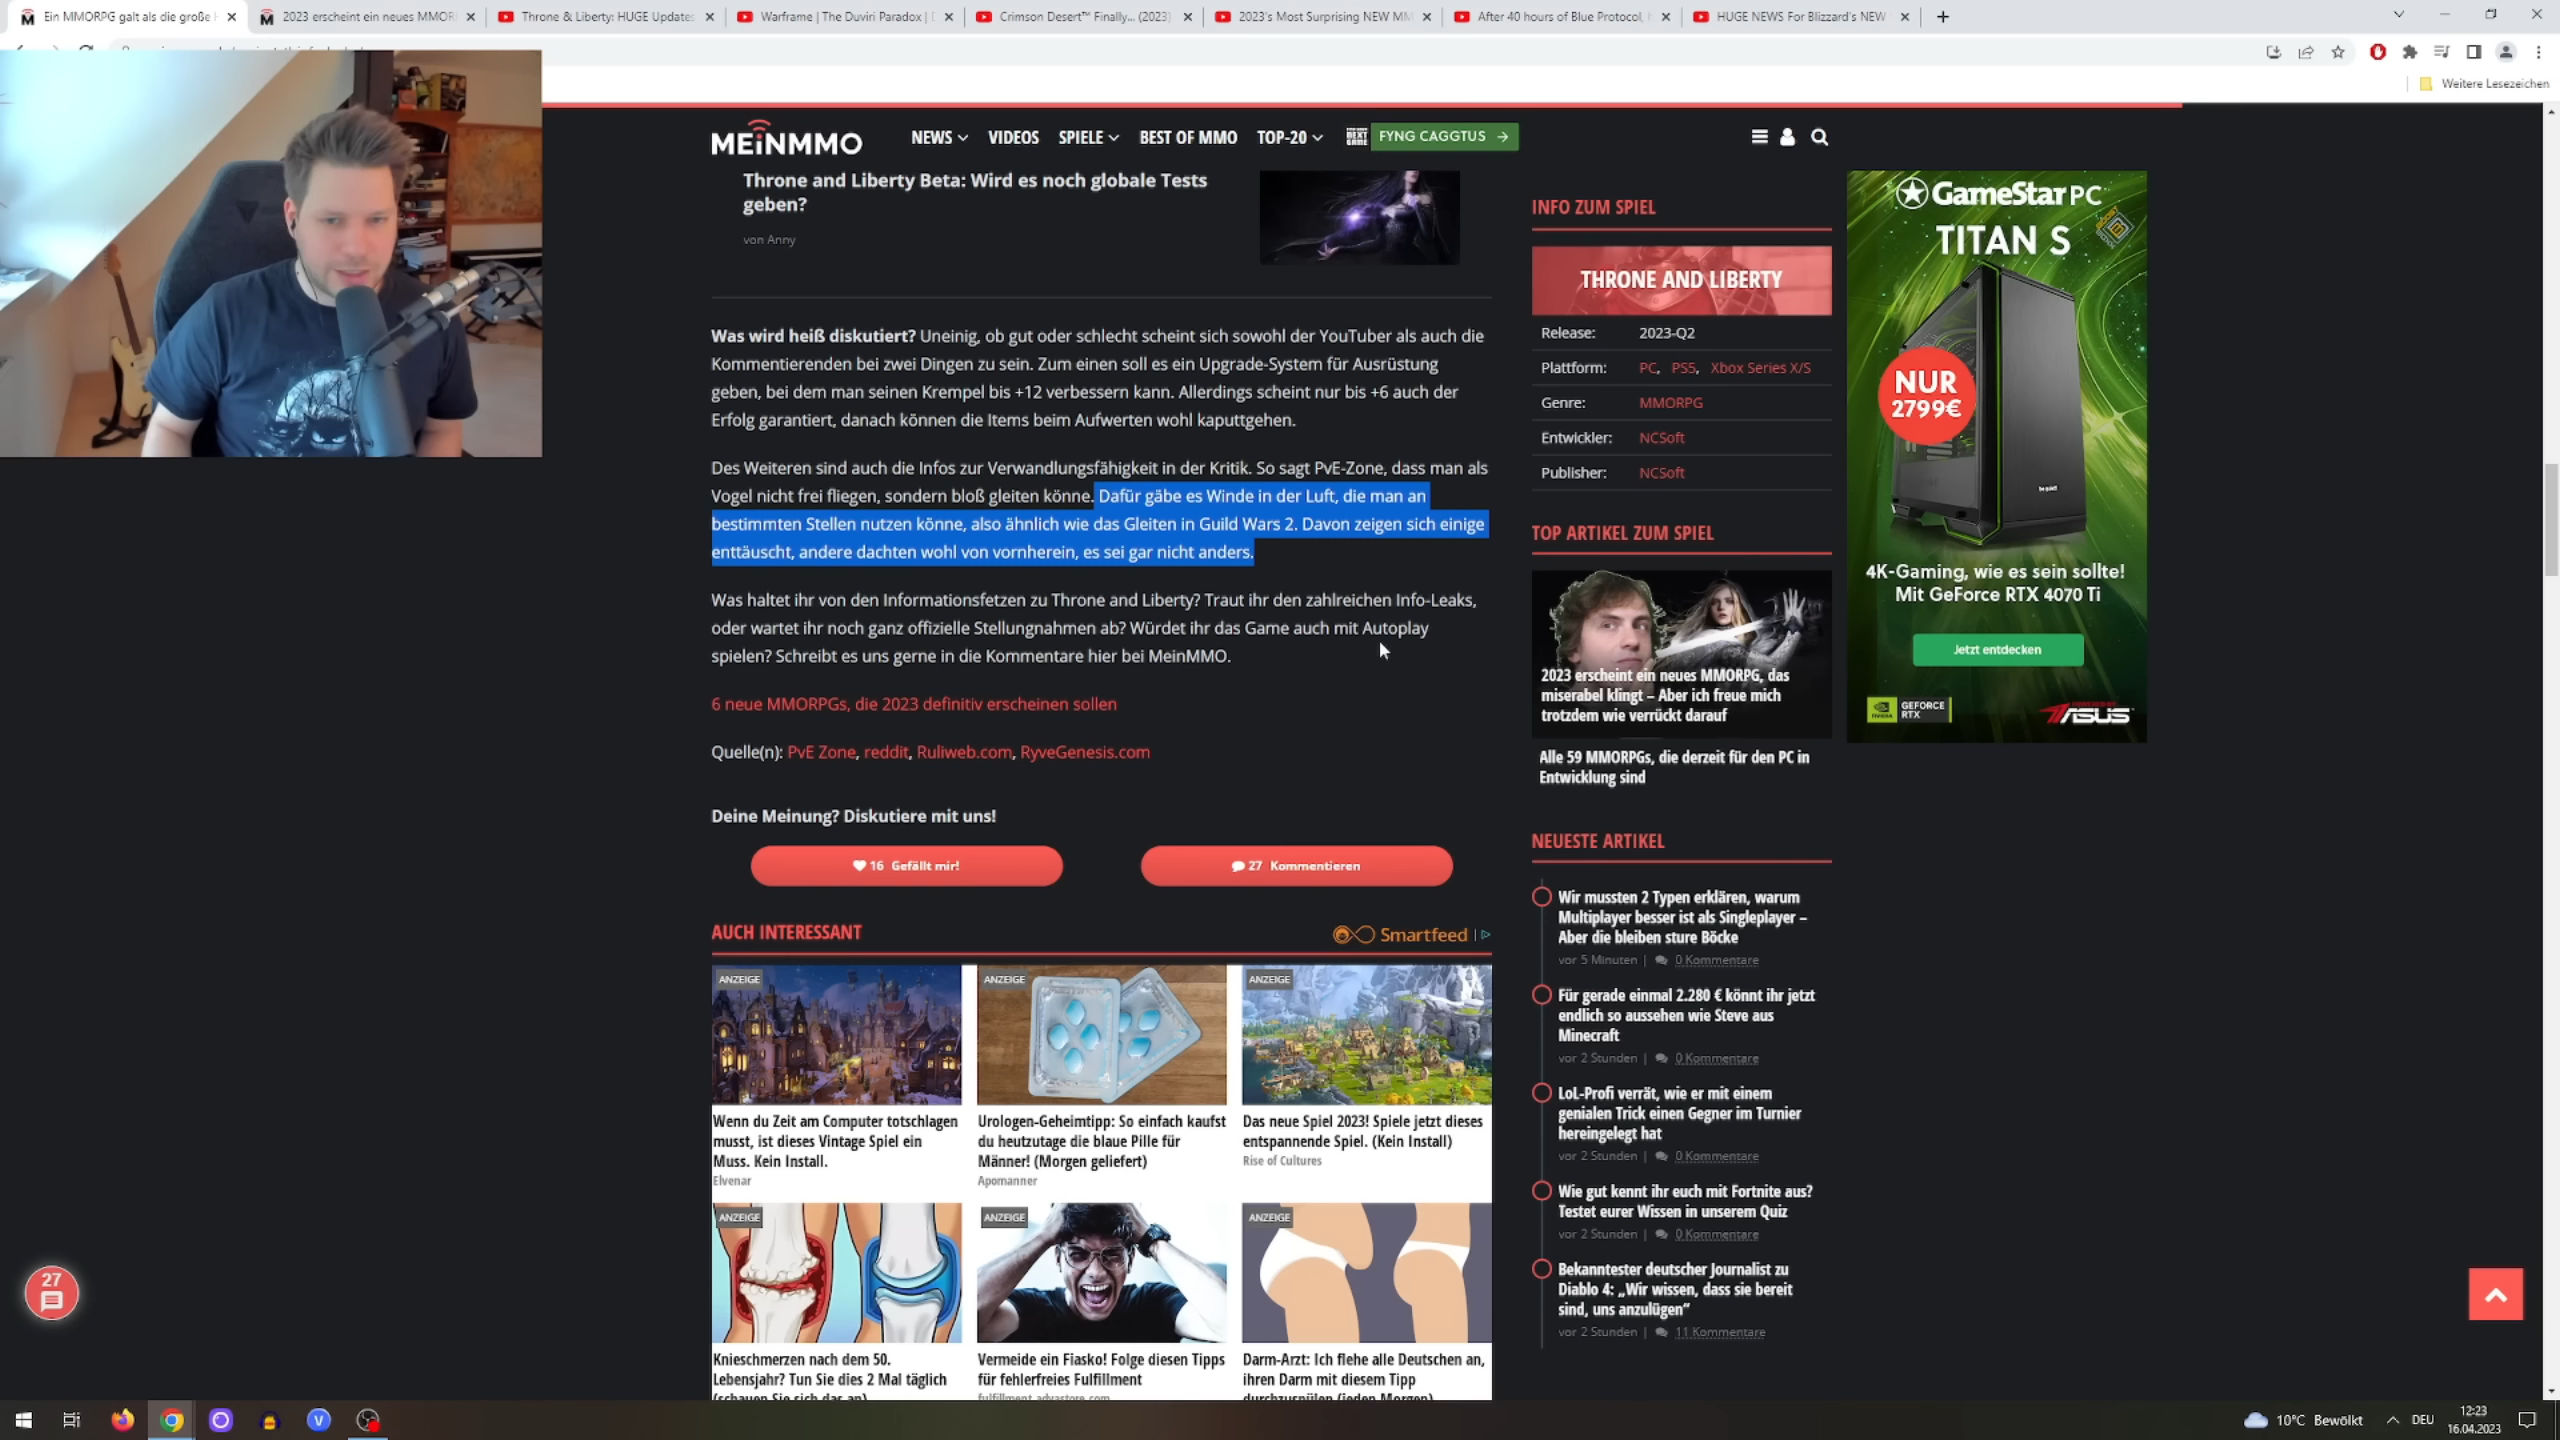 Ein MMORPG galt als die große
2023 erscheint ein neues MMOR
Throne & Liberty: HUGE Updates
Warframe | The Duviri Paradox |
Crimson Desert™ Finally... (2023)
2023's Most Surprising NEW MM
After 40 hours of Blue Protocol,
HUGE NEWS For Blizzard's NEW
Weitere Lesezeichen
MEiNMMO
NEWS
VIDEOS
SPIELE
BEST OF MMO
TOP-20
FYNG CAGGTUS →
Throne and Liberty Beta: Wird es noch globale Tests
geben?
von Anny
Was wird heiß diskutiert? Uneinig, ob gut oder schlecht scheint sich sowohl der YouTuber als auch die
Kommentierenden bei zwei Dingen zu sein. Zum einen soll es ein Upgrade-System für Ausrüstung
geben, bei dem man seinen Krempel bis +12 verbessern kann. Allerdings scheint nur bis +6 auch der
Erfolg garantiert, danach können die Items beim Aufwerten wohl kaputtgehen.
Des Weiteren sind auch die Infos zur Verwandlungsfähigkeit in der Kritik. So sagt PvE-Zone, dass man als
Vogel nicht frei fliegen, sondern bloß gleiten könne. Dafür gäbe es Winde in der Luft, die man an
bestimmten Stellen nutzen könne, also ähnlich wie das Gleiten in Guild Wars 2. Davon zeigen sich einige
enttäuscht, andere dachten wohl von vornherein, es sei gar nicht anders.
Was haltet ihr von den Informationsfetzen zu Throne and Liberty? Traut ihr den zahlreichen Info-Leaks,
oder wartet ihr noch ganz offizielle Stellungnahmen ab? Würdet ihr das Game auch mit Autoplay
spielen? Schreibt es uns gerne in die Kommentare hier bei MeinMMO.
6 neue MMORPGs, die 2023 definitiv erscheinen sollen
Quelle(n): PvE Zone, reddit, Ruliweb.com, RyveGenesis.com
Deine Meinung? Diskutiere mit uns!
16 Gefällt mir!
27 Kommentieren
AUCH INTERESSANT
Smartfeed
ANZEIGE
Wenn du Zeit am Computer totschlagen
musst, ist dieses Vintage Spiel ein
Muss. Kein Install.
Elvenar
ANZEIGE
Urologen-Geheimtipp: So einfach kaufst
du heutzutage die blaue Pille für
Männer! (Morgen geliefert)
Apomanner
ANZEIGE
Das neue Spiel 2023! Spiele jetzt dieses
entspannende Spiel. (Kein Install)
Rise of Cultures
ANZEIGE
Knieschmerzen nach dem 50.
Lebensjahr? Tun Sie dies 2 Mal täglich
(schauen Sie sich das an)
ANZEIGE
Vermeide ein Fiasko! Folge diesen Tipps
für fehlerfreies Fulfillment
fulfillment.advastore.com
ANZEIGE
Darm-Arzt: Ich flehe alle Deutschen an,
ihren Darm mit diesem Tipp
durchzuspülen (jeden Morgen)
INFO ZUM SPIEL
THRONE AND LIBERTY
Release: 2023-Q2
Plattform: PC, PS5, Xbox Series X/S
Genre: MMORPG
Entwickler: NCSoft
Publisher: NCSoft
TOP ARTIKEL ZUM SPIEL
2023 erscheint ein neues MMORPG, das
miserabel klingt – Aber ich freue mich
trotzdem wie verrückt darauf
Alle 59 MMORPGs, die derzeit für den PC in
Entwicklung sind
NEUESTE ARTIKEL
Wir mussten 2 Typen erklären, warum
Multiplayer besser ist als Singleplayer –
Aber die bleiben sture Böcke
vor 5 Minuten | 0 Kommentare
Für gerade einmal 2.280 € könnt ihr jetzt
endlich so aussehen wie Steve aus
Minecraft
vor 2 Stunden | 0 Kommentare
LoL-Profi verrät, wie er mit einem
genialen Trick einen Gegner im Turnier
hereingelegt hat
vor 2 Stunden | 0 Kommentare
Wie gut kennt ihr euch mit Fortnite aus?
Testet eurer Wissen in unserem Quiz
vor 2 Stunden | 0 Kommentare
Bekanntester deutscher Journalist zu
Diablo 4: „Wir wissen, dass sie bereit
sind, uns anzulügen“
vor 2 Stunden | 11 Kommentare
GameStar PC
TITAN S
NUR
2799€
be quiet!
4K-Gaming, wie es sein sollte!
Mit GeForce RTX 4070 Ti
Jetzt entdecken
NVIDIA
GEFORCE
RTX
ASUS
27
10°C Bewölkt
DEU
12:23
16.04.2023